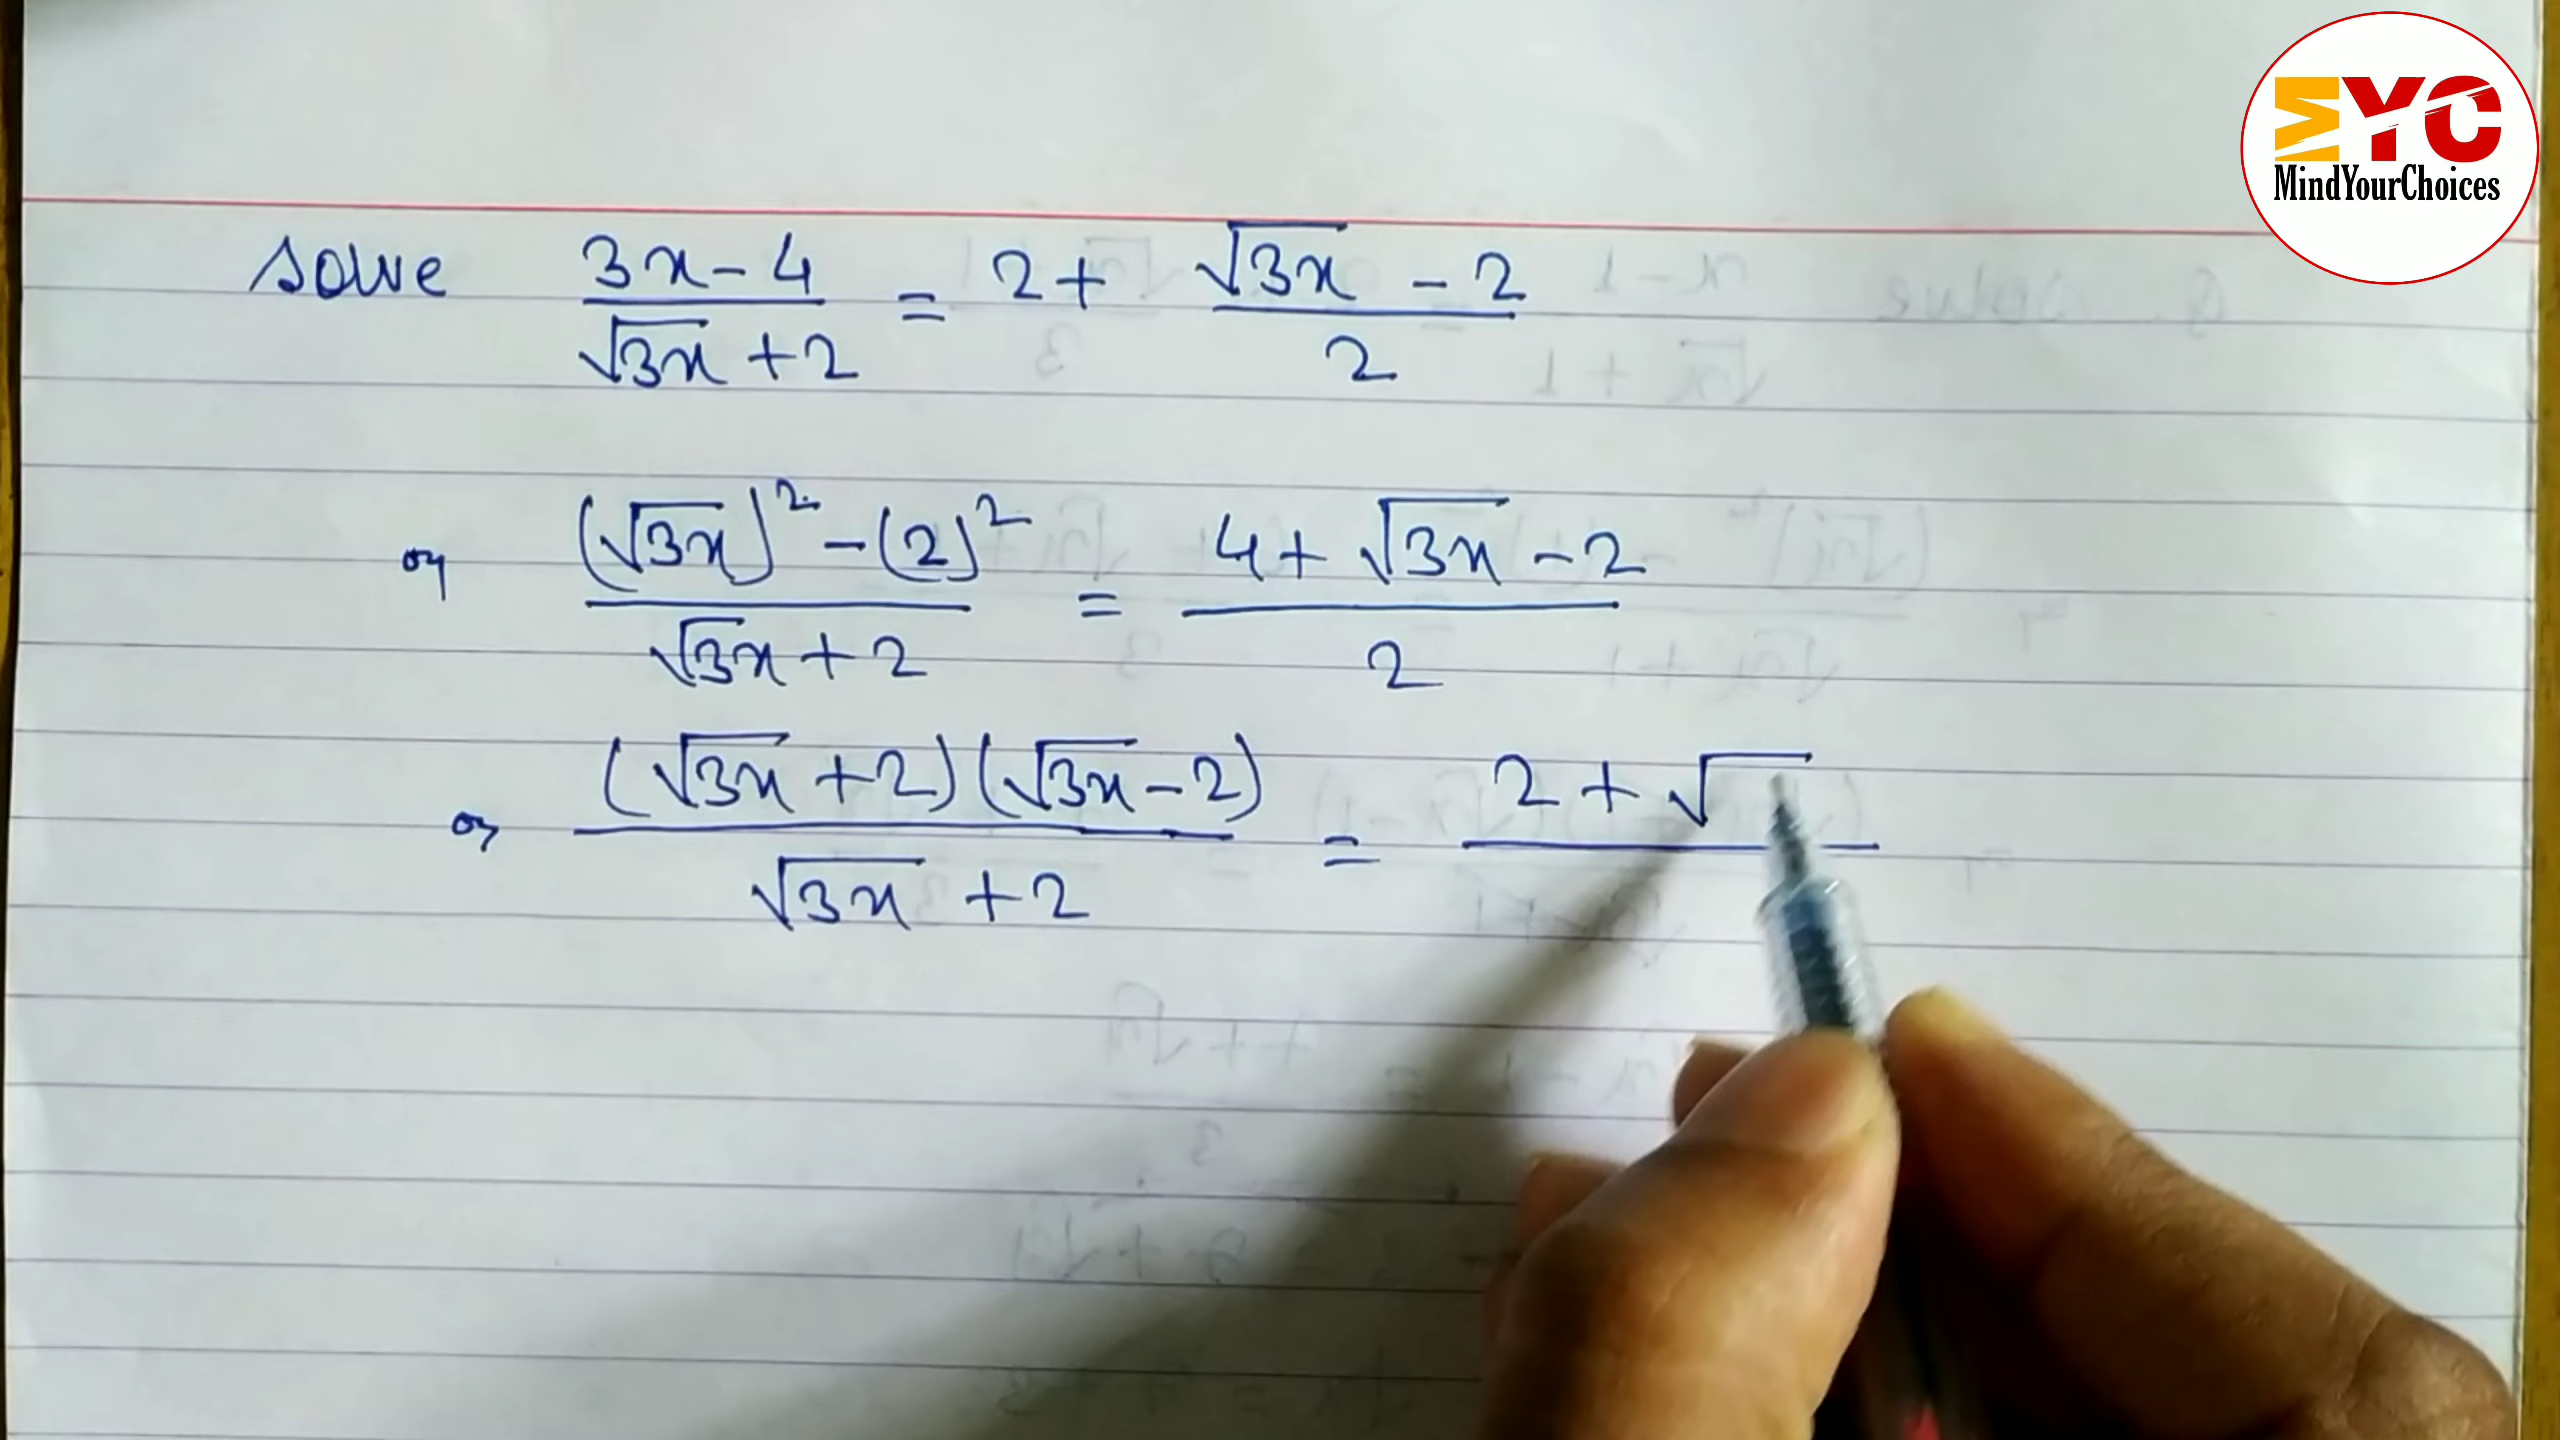 MYC
MindYourChoices
solve (3x-4)/(√3x+2) = 2+ (√3x-2)/2
or ((√3x)²-(2)²)/(√3x+2) = (4+√3x-2)/2
or ((√3x+2)(√3x-2))/(√3x+2) = 2+√